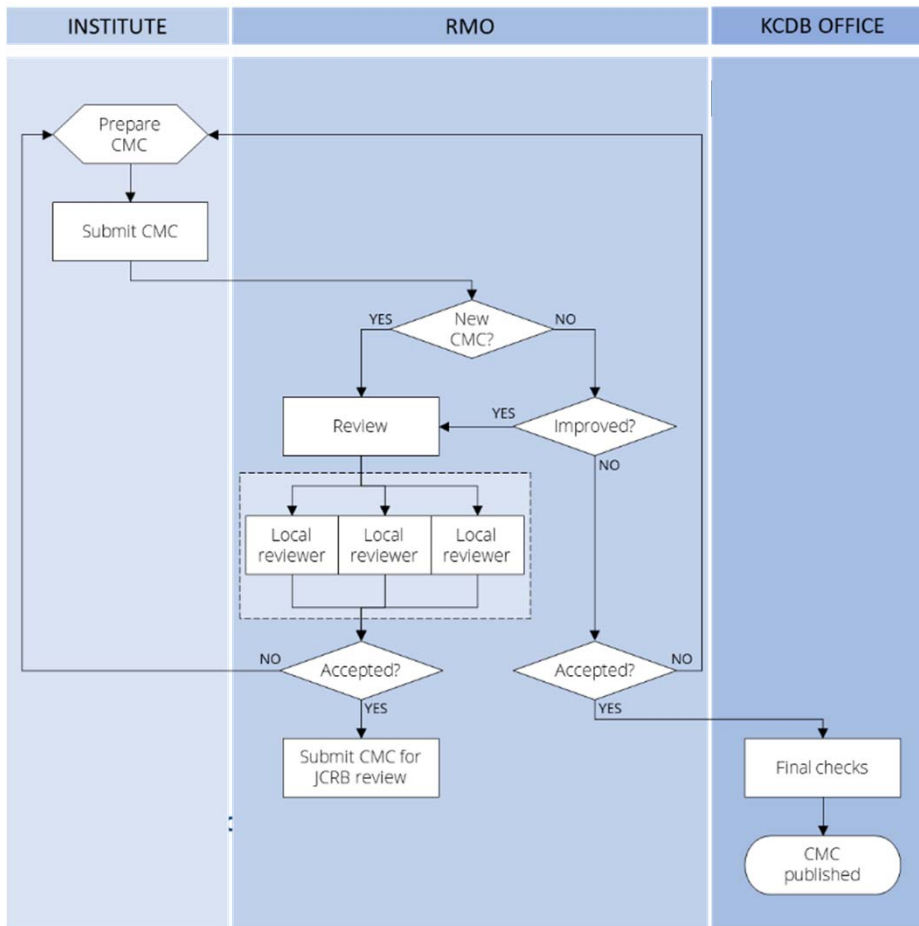 INSTITUTE
RMO
KCDB OFFICE
Prepare
CMC
Submit CMC
YES
New
CMC?
NO
Review
YES
Improved?
NO
Local
reviewer
Local
reviewer
Local
reviewer
NO
Accepted?
YES
Accepted?
NO
YES
Submit CMC for
JCRB review
Final checks
CMC
published